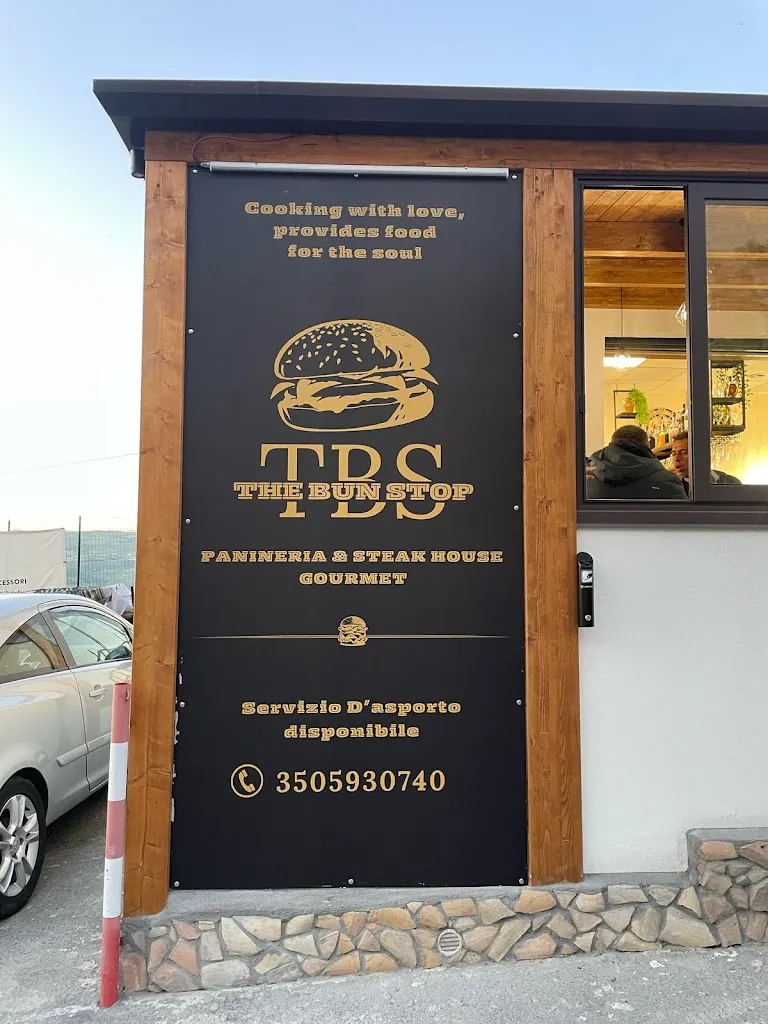 Cooking with love,
provides food
for the soul
TBS
THE BUN STOP
PANINERIA & STEAK HOUSE
GOURMET
Servizio D'asporto
disponibile
3505930740
CESSORI